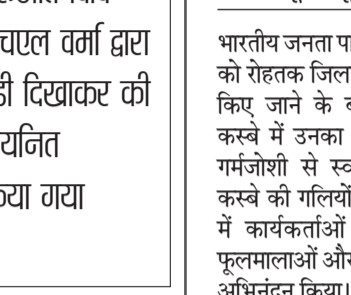 चएल वर्मा द्वारा
दिखाकर की
यनित
गया
भारतीय जनता पा
को रोहतक जिल
किए जाने के
कस्बे में उनका
गर्मजोशी से स्व
कस्बे की गलियों
में कार्यकर्ताओं
फूलमालाओं और
अभिनंदन किया।